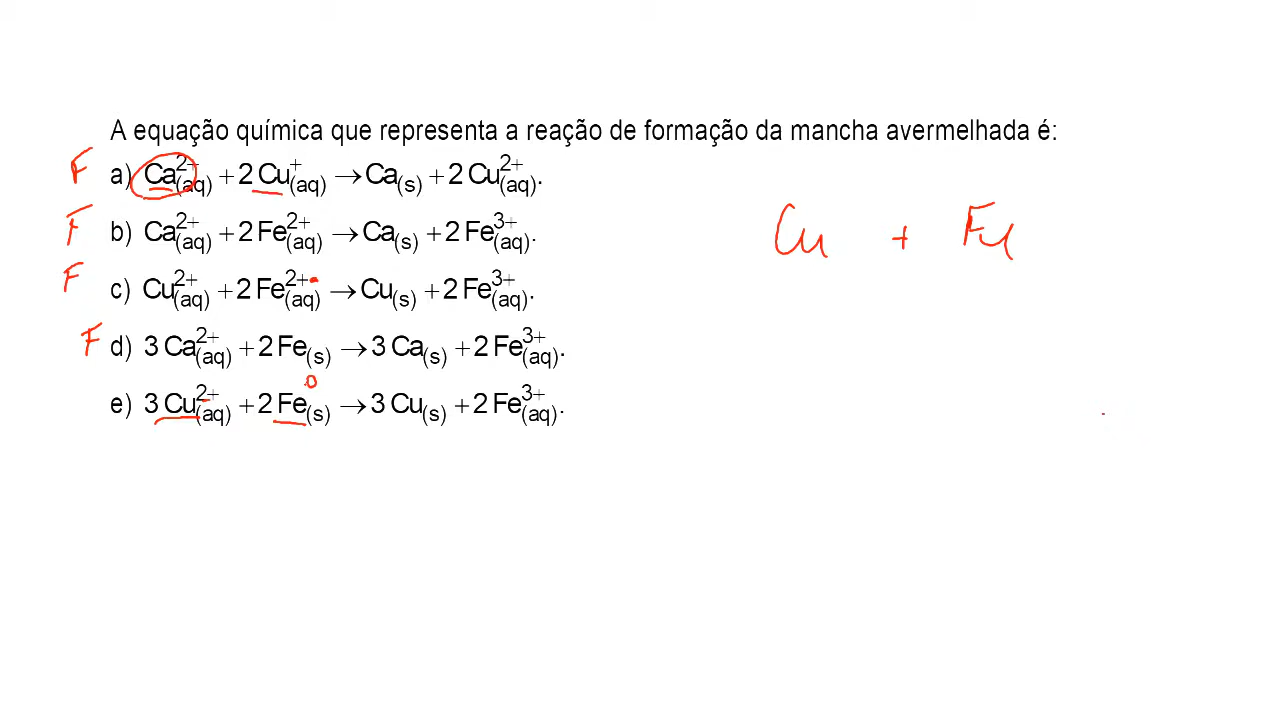 A equação química que representa a reação de formação da mancha avermelhada é:
F a) Ca²⁺(aq) + 2 Cu⁺(aq) → Ca(s) + 2 Cu²⁺(aq).
F b) Ca²⁺(aq) + 2 Fe²⁺(aq) → Ca(s) + 2 Fe³⁺(aq).
Cu + Fe
F c) Cu²⁺(aq) + 2 Fe²⁺(aq) → Cu(s) + 2 Fe³⁺(aq).
F d) 3 Ca²⁺(aq) + 2 Fe(s) → 3 Ca(s) + 2 Fe³⁺(aq).
0
e) 3 Cu²⁺(aq) + 2 Fe(s) → 3 Cu(s) + 2 Fe³⁺(aq).